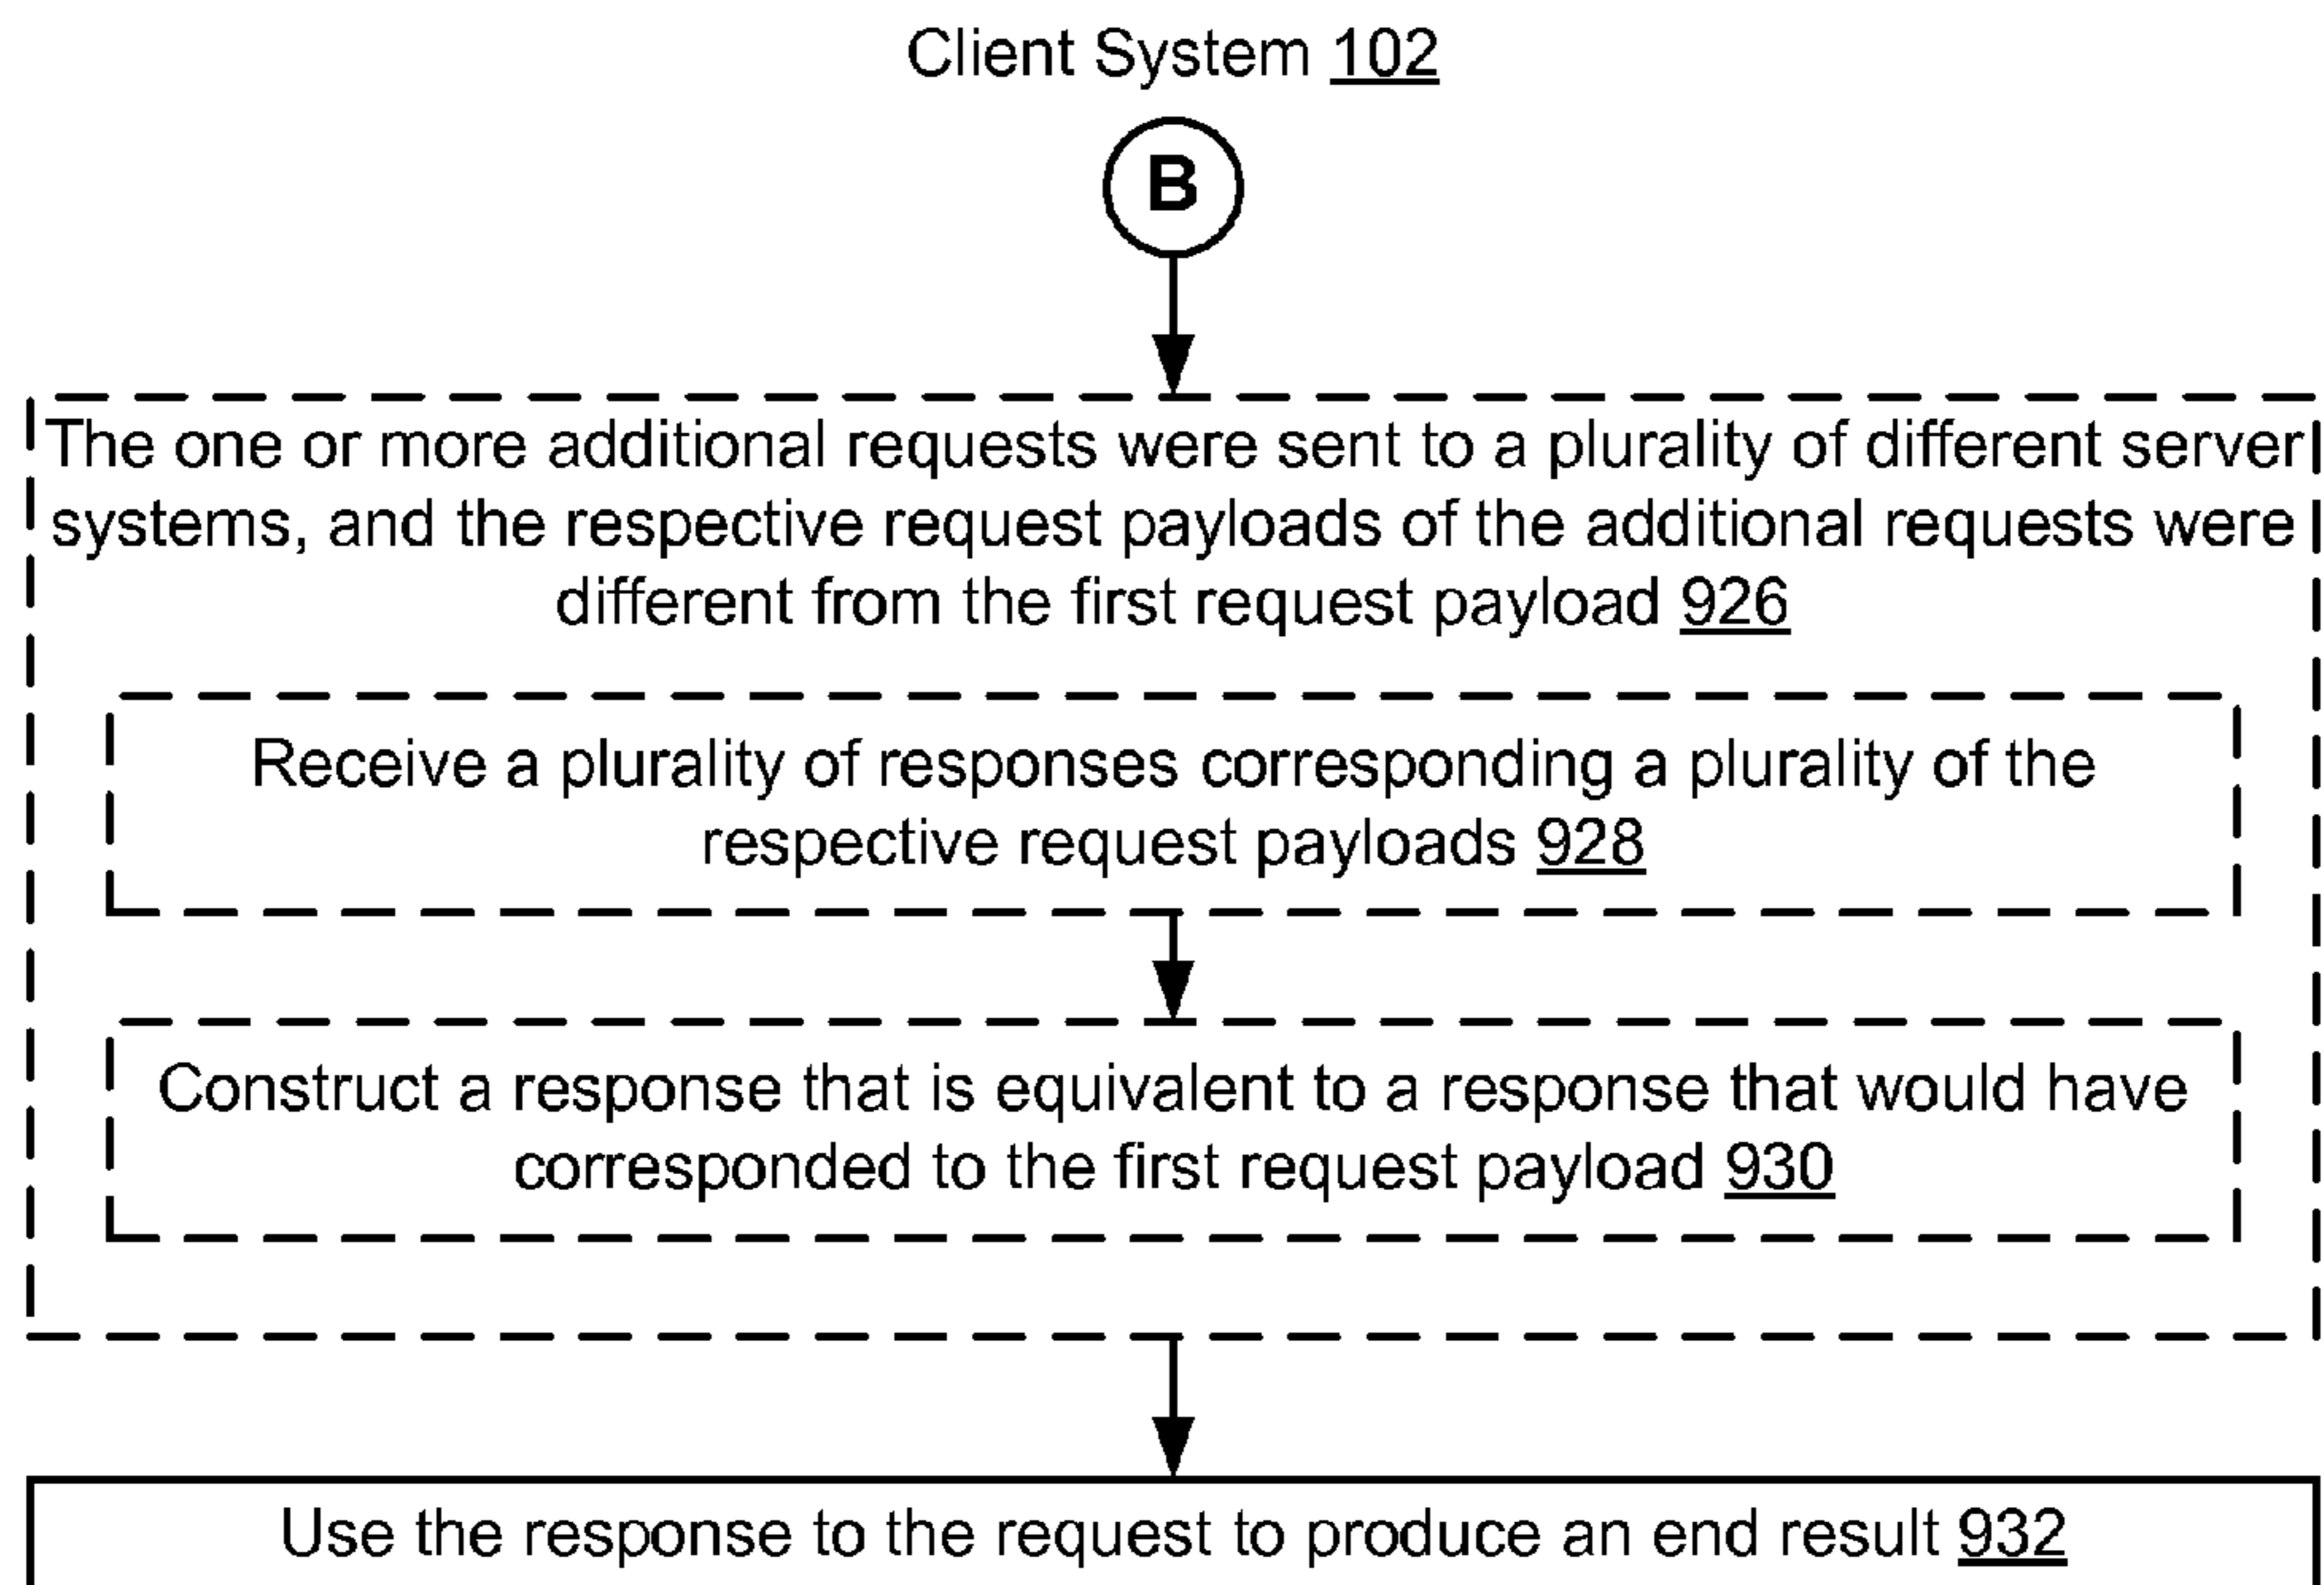 Client System 102
B
The one or more additional requests were sent to a plurality of different server
systems, and the respective request payloads of the additional requests were
different from the first request payload 926
Receive a plurality of responses corresponding a plurality of the
respective request payloads 928
Construct a response that is equivalent to a response that would have
corresponded to the first request payload 930
Use the response to the request to produce an end result 932